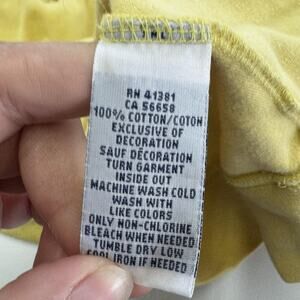 RN 41381
CA 56658
100% COTTON/COTON
EXCLUSIVE OF
DECORATION
SAUF DÉCORATION
TURN GARMENT
INSIDE OUT
MACHINE WASH COLD
WASH WITH
LIKE COLORS
ONLY NON-CHLORINE
BLEACH WHEN NEEDED
TUMBLE DRY LOW
COOL IRON IF NEEDED